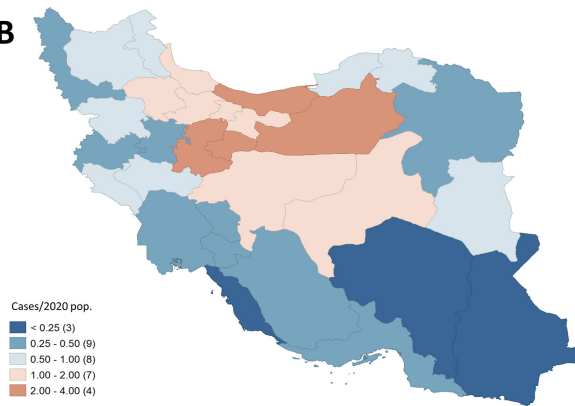 B
Cases/2020 pop.
< 0.25 (3)
0.25 - 0.50 (9)
0.50 - 1.00 (8)
1.00 - 2.00 (7)
2.00 - 4.00 (4)